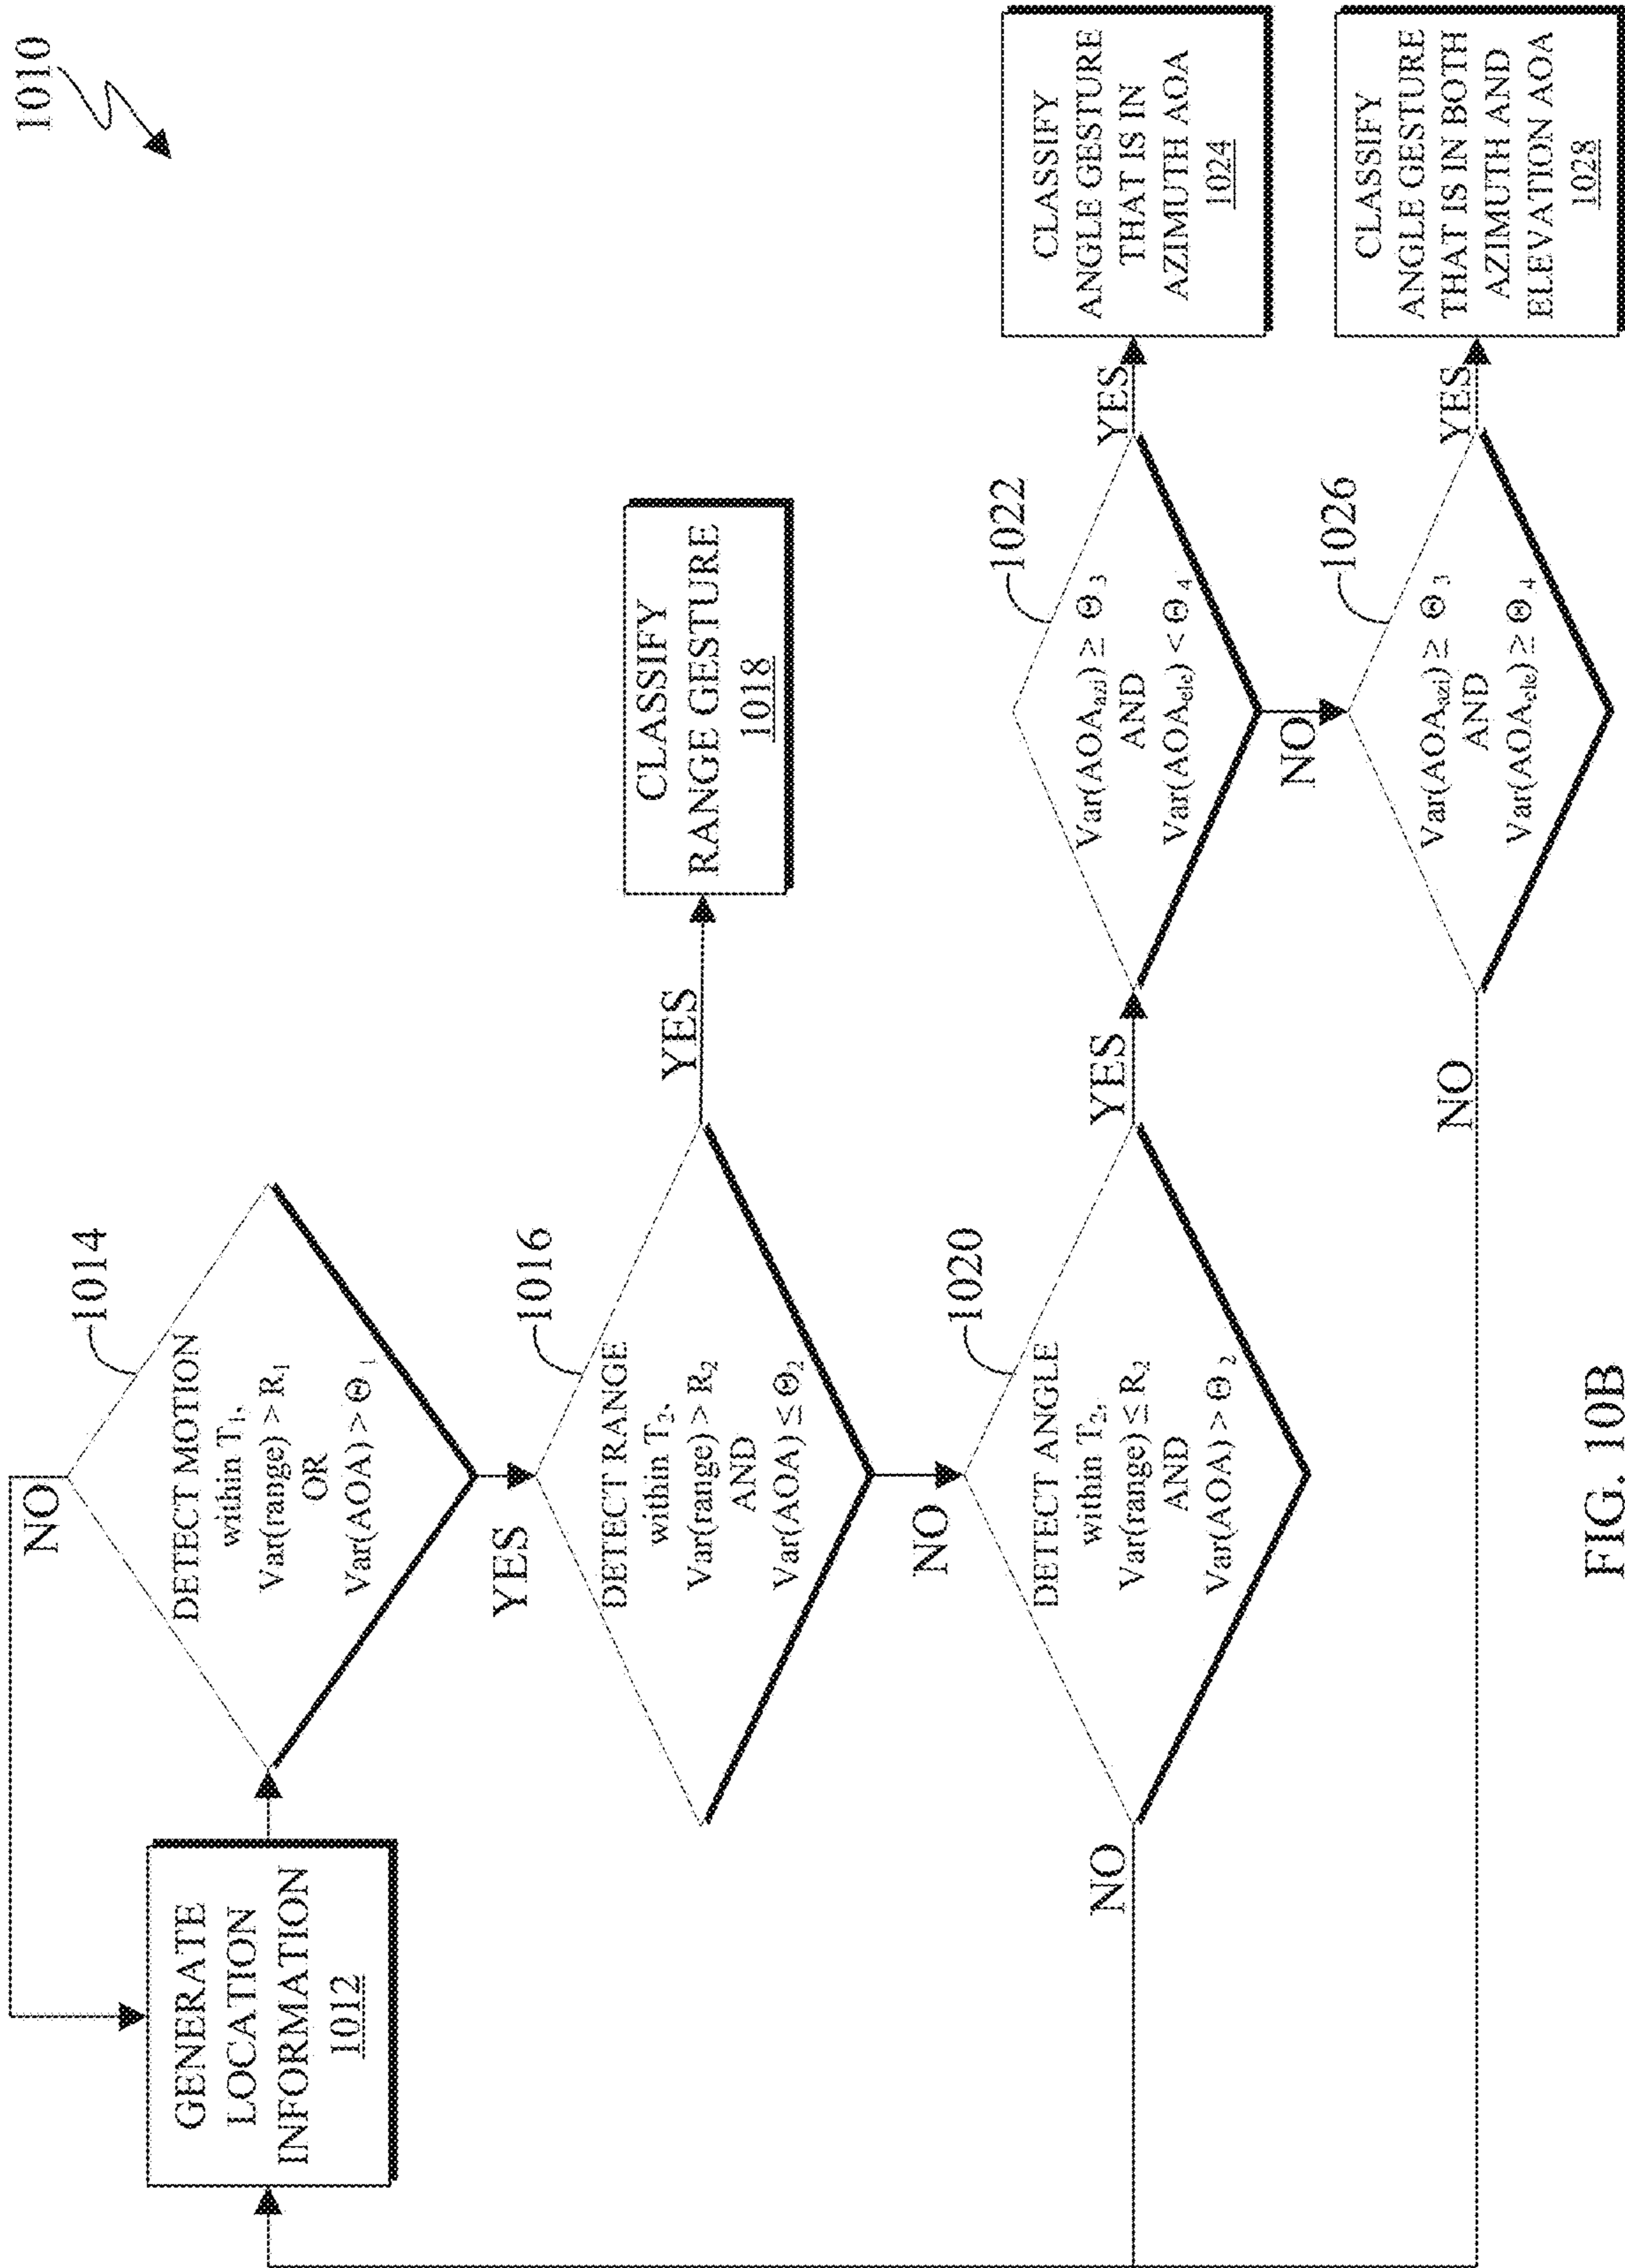 1010
NO
GENERATE
LOCATION
INFORMATION
1012
1014
DETECT MOTION
within T₁,
Var(range) > R₁
OR
Var(AOA) > Θ₁
YES
1016
DETECT RANGE
within T₂,
Var(range) > R₂
AND
Var(AOA) ≤ Θ₂
YES
CLASSIFY
RANGE GESTURE
1018
NO
1020
DETECT ANGLE
within T₂,
Var(range) ≤ R₂
AND
Var(AOA) > Θ₂
NO
YES
1022
Var(AOAₐzi) ≥ Θ₃
AND
Var(AOAele) < Θ₄
YES
CLASSIFY
ANGLE GESTURE
THAT IS IN
AZIMUTH AOA
1024
NO
1026
Var(AOAazi) ≥ Θ₃
AND
Var(AOAele) ≥ Θ₄
NO
YES
CLASSIFY
ANGLE GESTURE
THAT IS IN BOTH
AZIMUTH AND
ELEVATION AOA
1028
FIG. 10B